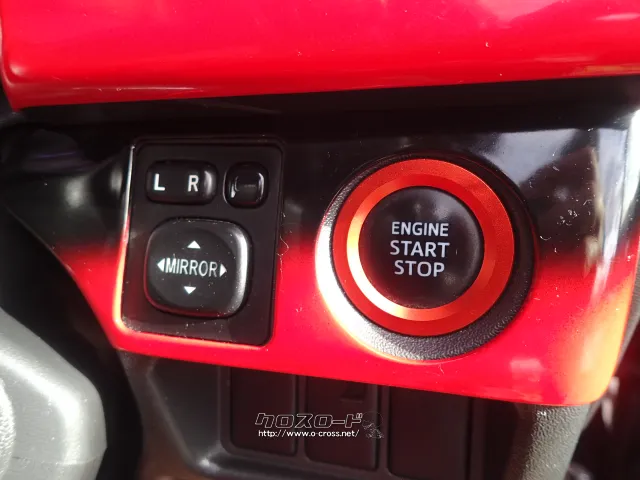 L R
MIRROR
ENGINE
START
STOP
クロスロード
http://www.o-cross.net/